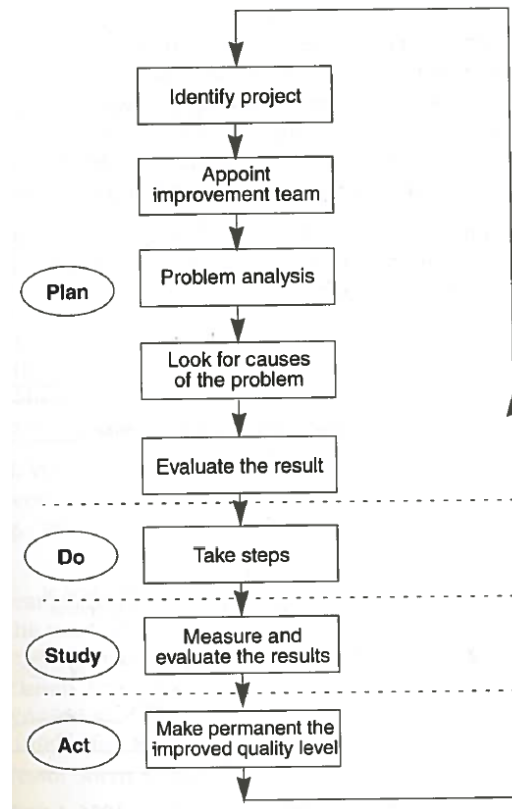 Identify project
Appoint
improvement team
Problem analysis
Plan
Look for causes
of the problem
Evaluate the result
Do
Take steps
Study
Measure and
evaluate the results
Act
Make permanent the
improved quality level